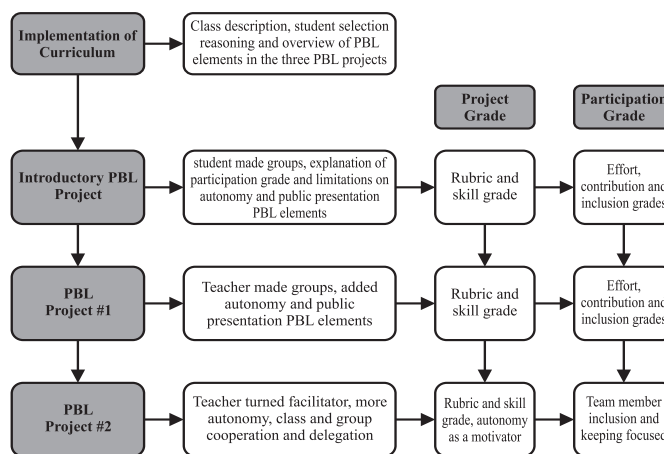 Implementation of
Curriculum
Class description, student selection
reasoning and overview of PBL
elements in the three PBL projects
Project
Grade
Participation
Grade
Introductory PBL
Project
student made groups, explanation of
participation grade and limitations on
autonomy and public presentation
PBL elements
Rubric and
skill grade
Effort,
contribution and
inclusion grades
PBL
Project #1
Teacher made groups, added
autonomy and public
presentation PBL elements
Rubric and
skill grade
Effort,
contribution and
inclusion grades
PBL
Project #2
Teacher turned facilitator, more
autonomy, class and group
cooperation and delegation
Rubric and skill
grade, autonomy
as a motivator
Team member
inclusion and
keeping focused